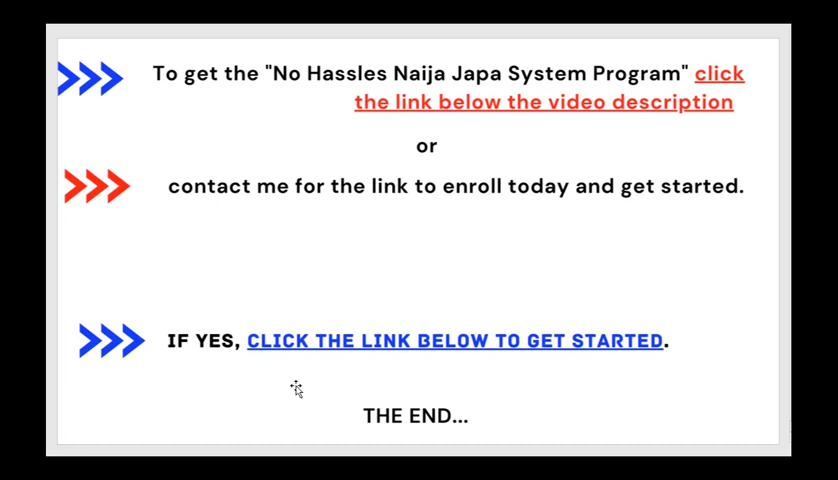 To get the "No Hassles Naija Japa System Program" click
the link below the video description
or
contact me for the link to enroll today and get started.
IF YES, CLICK THE LINK BELOW TO GET STARTED.
THE END...